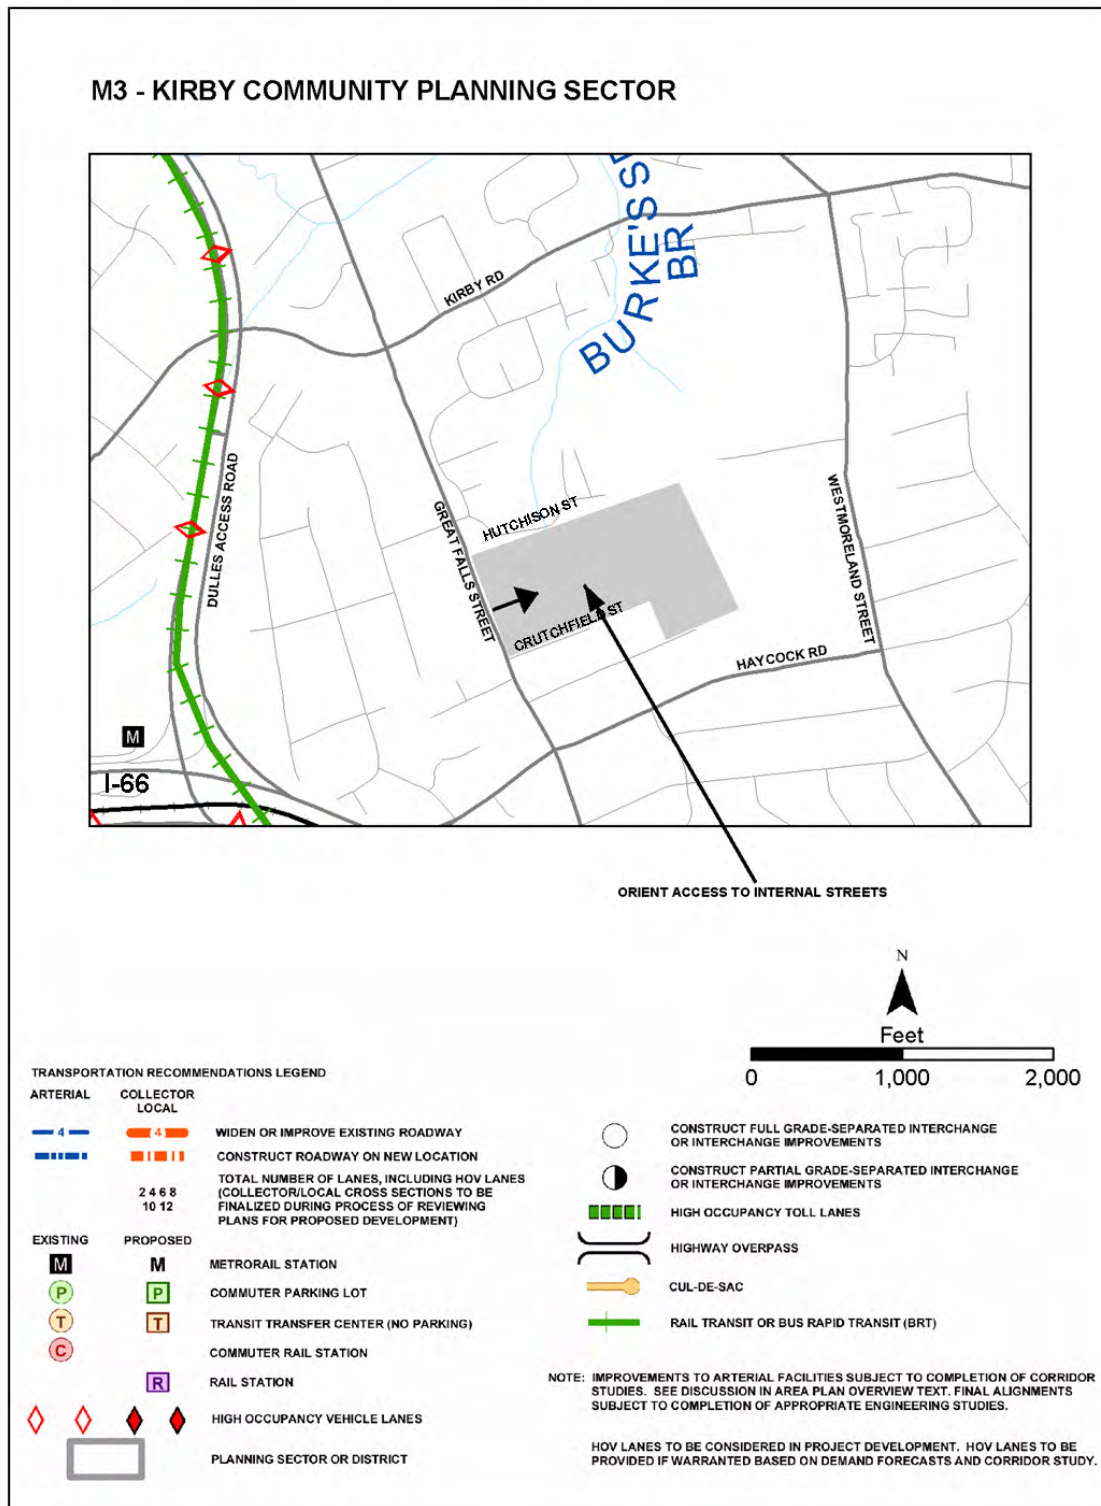 M3 - KIRBY COMMUNITY PLANNING SECTOR
BURKE'S S
BR
KIRBY RD
DULLES ACCESS ROAD
GREAT FALLS STREET
HUTCHISON ST
CRUTCHFIELD ST
WESTMORELAND STREET
HAYCOCK RD
M
I-66
ORIENT ACCESS TO INTERNAL STREETS
N
Feet
0 1,000 2,000
TRANSPORTATION RECOMMENDATIONS LEGEND
ARTERIAL COLLECTOR
LOCAL
4 4 WIDEN OR IMPROVE EXISTING ROADWAY
CONSTRUCT ROADWAY ON NEW LOCATION
TOTAL NUMBER OF LANES, INCLUDING HOV LANES
2 4 6 8 (COLLECTOR/LOCAL CROSS SECTIONS TO BE
10 12 FINALIZED DURING PROCESS OF REVIEWING
PLANS FOR PROPOSED DEVELOPMENT)
EXISTING PROPOSED
M M METRORAIL STATION
P P COMMUTER PARKING LOT
T T TRANSIT TRANSFER CENTER (NO PARKING)
C COMMUTER RAIL STATION
R RAIL STATION
HIGH OCCUPANCY VEHICLE LANES
PLANNING SECTOR OR DISTRICT
CONSTRUCT FULL GRADE-SEPARATED INTERCHANGE
OR INTERCHANGE IMPROVEMENTS
CONSTRUCT PARTIAL GRADE-SEPARATED INTERCHANGE
OR INTERCHANGE IMPROVEMENTS
HIGH OCCUPANCY TOLL LANES
HIGHWAY OVERPASS
CUL-DE-SAC
RAIL TRANSIT OR BUS RAPID TRANSIT (BRT)
NOTE: IMPROVEMENTS TO ARTERIAL FACILITIES SUBJECT TO COMPLETION OF CORRIDOR
STUDIES. SEE DISCUSSION IN AREA PLAN OVERVIEW TEXT. FINAL ALIGNMENTS
SUBJECT TO COMPLETION OF APPROPRIATE ENGINEERING STUDIES.
HOV LANES TO BE CONSIDERED IN PROJECT DEVELOPMENT. HOV LANES TO BE
PROVIDED IF WARRANTED BASED ON DEMAND FORECASTS AND CORRIDOR STUDY.